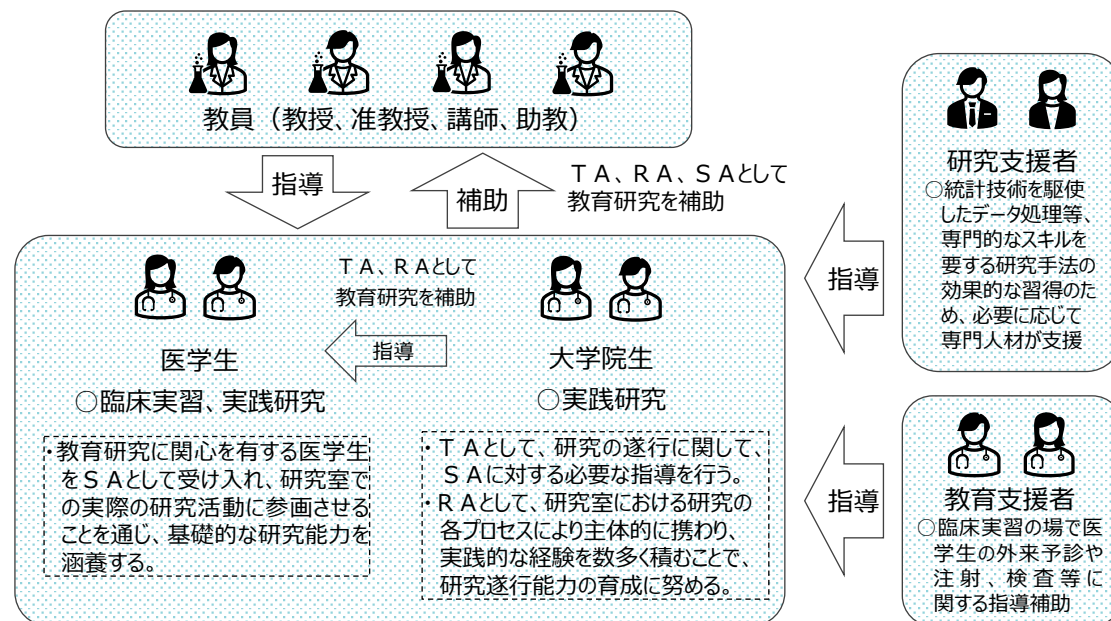 教員（教授、准教授、講師、助教）
指導
補助
ＴＡ、ＲＡ、ＳＡとして
教育研究を補助
ＴＡ、ＲＡとして
教育研究を補助
指導
医学生
○臨床実習、実践研究
・教育研究に関心を有する医学生
をＳＡとして受け入れ、研究室で
の実際の研究活動に参画させる
ことを通じ、基礎的な研究能力を
涵養する。
大学院生
○実践研究
・ＴＡとして、研究の遂行に関して、
ＳＡに対する必要な指導を行う。
・ＲＡとして、研究室における研究の
各プロセスにより主体的に携わり、
実践的な経験を数多く積むことで、
研究遂行能力の育成に努める。
指導
研究支援者
○統計技術を駆使
したデータ処理等、
専門的なスキルを
要する研究手法の
効果的な習得のた
め、必要に応じて
専門人材が支援
指導
教育支援者
○臨床実習の場で医
学生の外来予診や
注射、検査等に
関する指導補助